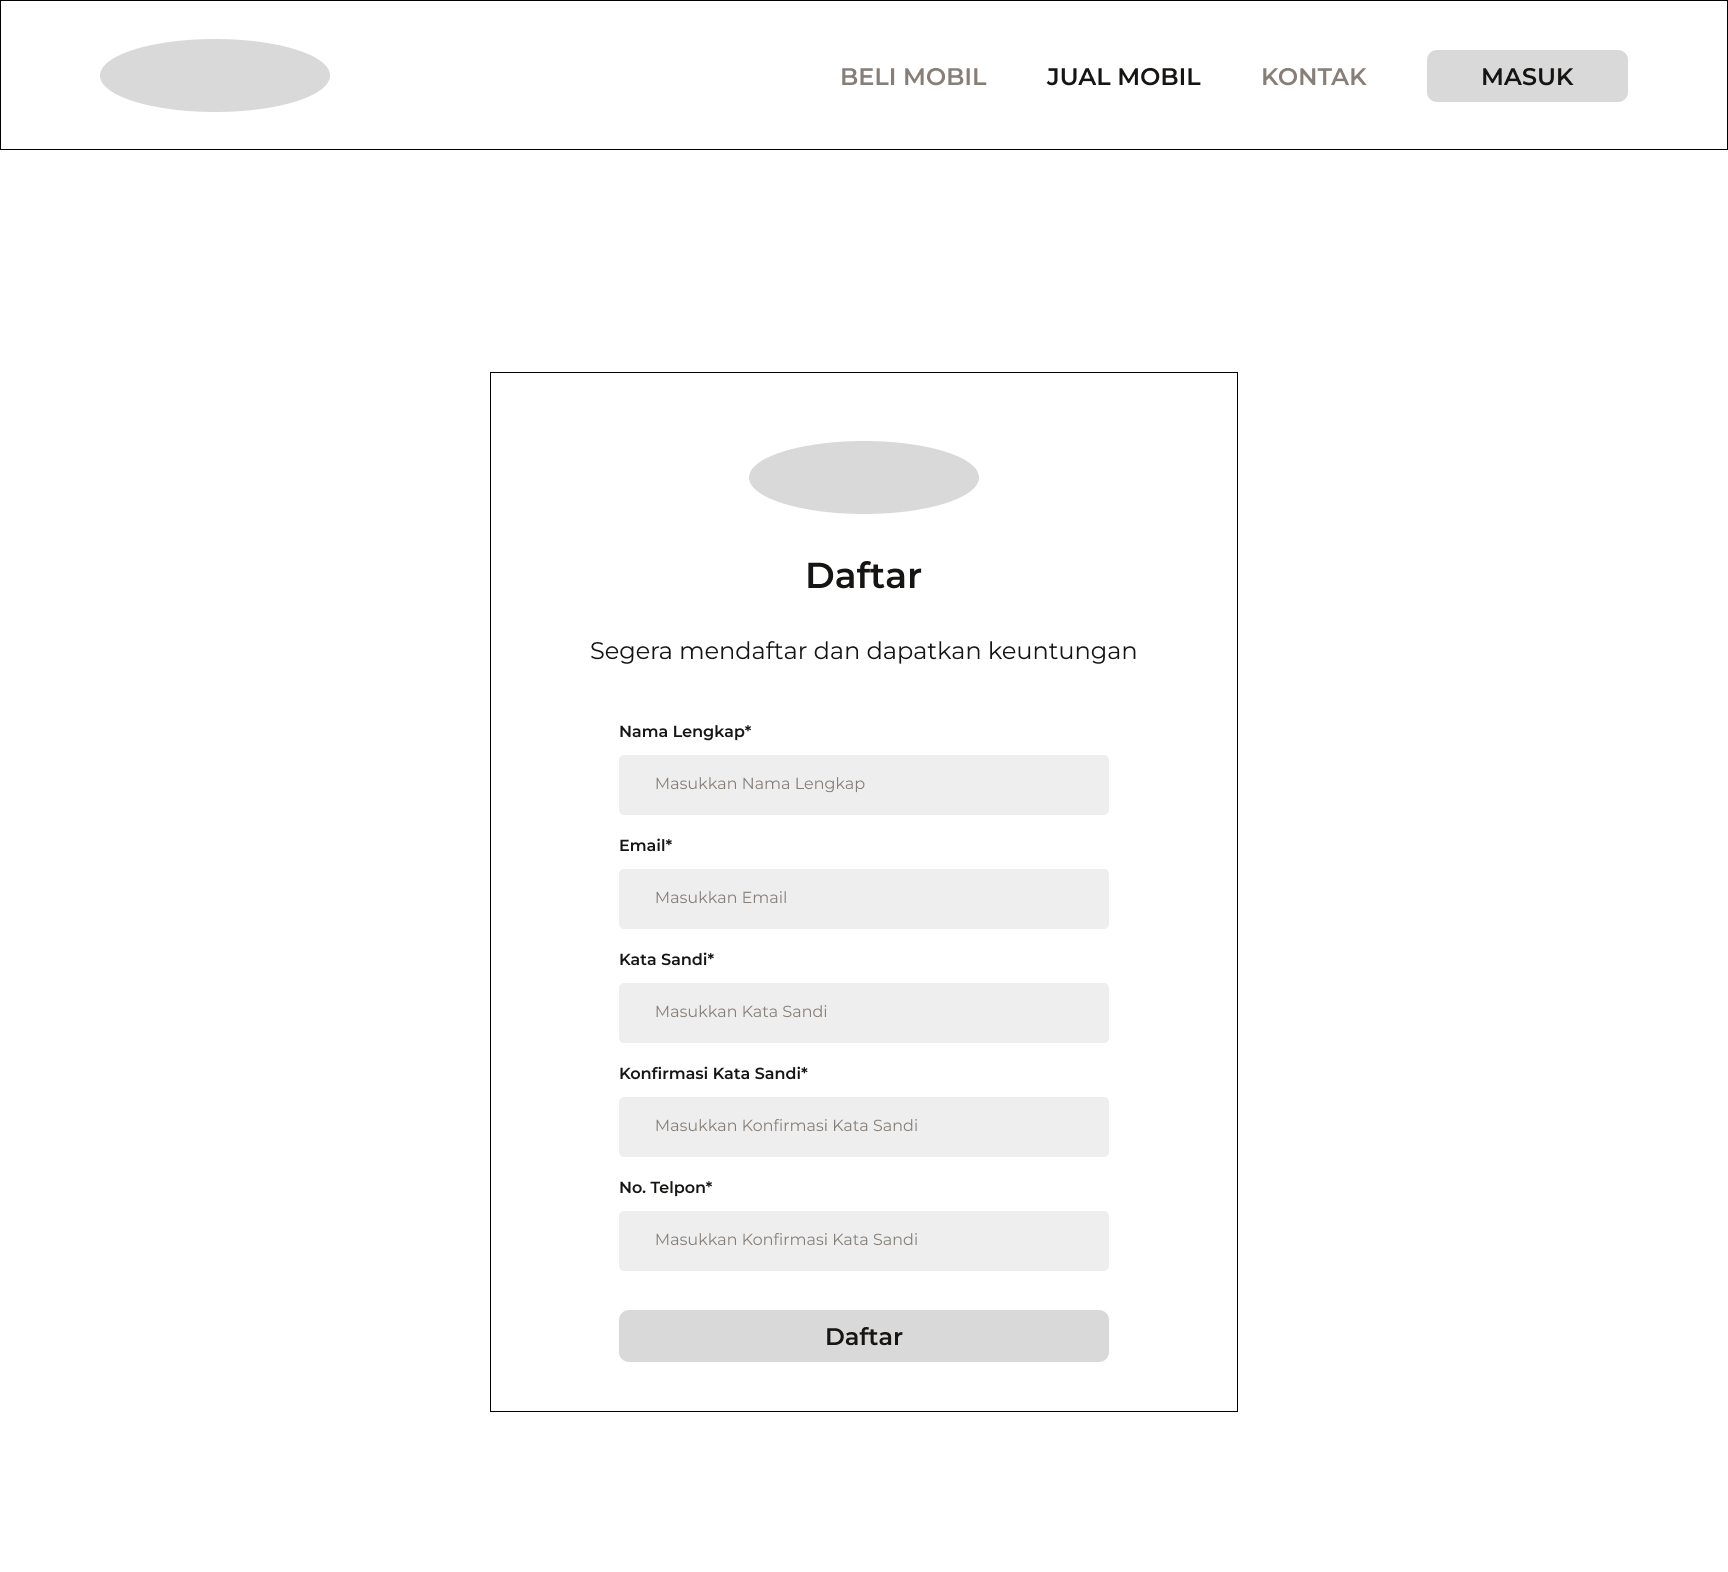 BELI MOBIL
JUAL MOBIL
KONTAK
MASUK
Daftar
Segera mendaftar dan dapatkan keuntungan
Nama Lengkap*
Masukkan Nama Lengkap
Email*
Masukkan Email
Kata Sandi*
Masukkan Kata Sandi
Konfirmasi Kata Sandi*
Masukkan Konfirmasi Kata Sandi
No. Telpon*
Masukkan Konfirmasi Kata Sandi
Daftar